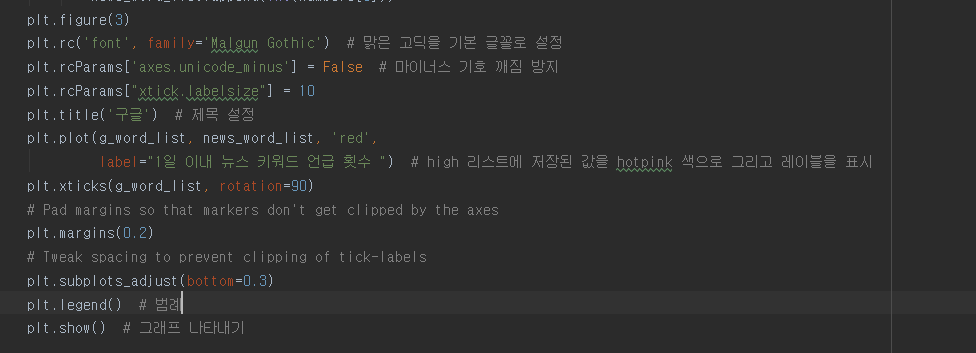 plt.figure(3)
plt.rc('font', family='Malgun Gothic')  # 맑은 고딕을 기본 글꼴로 설정
plt.rcParams['axes.unicode_minus'] = False  # 마이너스 기호 깨짐 방지
plt.rcParams["xtick.labelsize"] = 10
plt.title('구글')  # 제목 설정
plt.plot(g_word_list, news_word_list, 'red',
         label="1일 이내 뉴스 키워드 언급 횟수 ")  # high 리스트에 저장된 값을 hotpink 색으로 그리고 레이블을 표시
plt.xticks(g_word_list, rotation=90)
# Pad margins so that markers don't get clipped by the axes
plt.margins(0.2)
# Tweak spacing to prevent clipping of tick-labels
plt.subplots_adjust(bottom=0.3)
plt.legend()  # 범례
plt.show()  # 그래프 나타내기